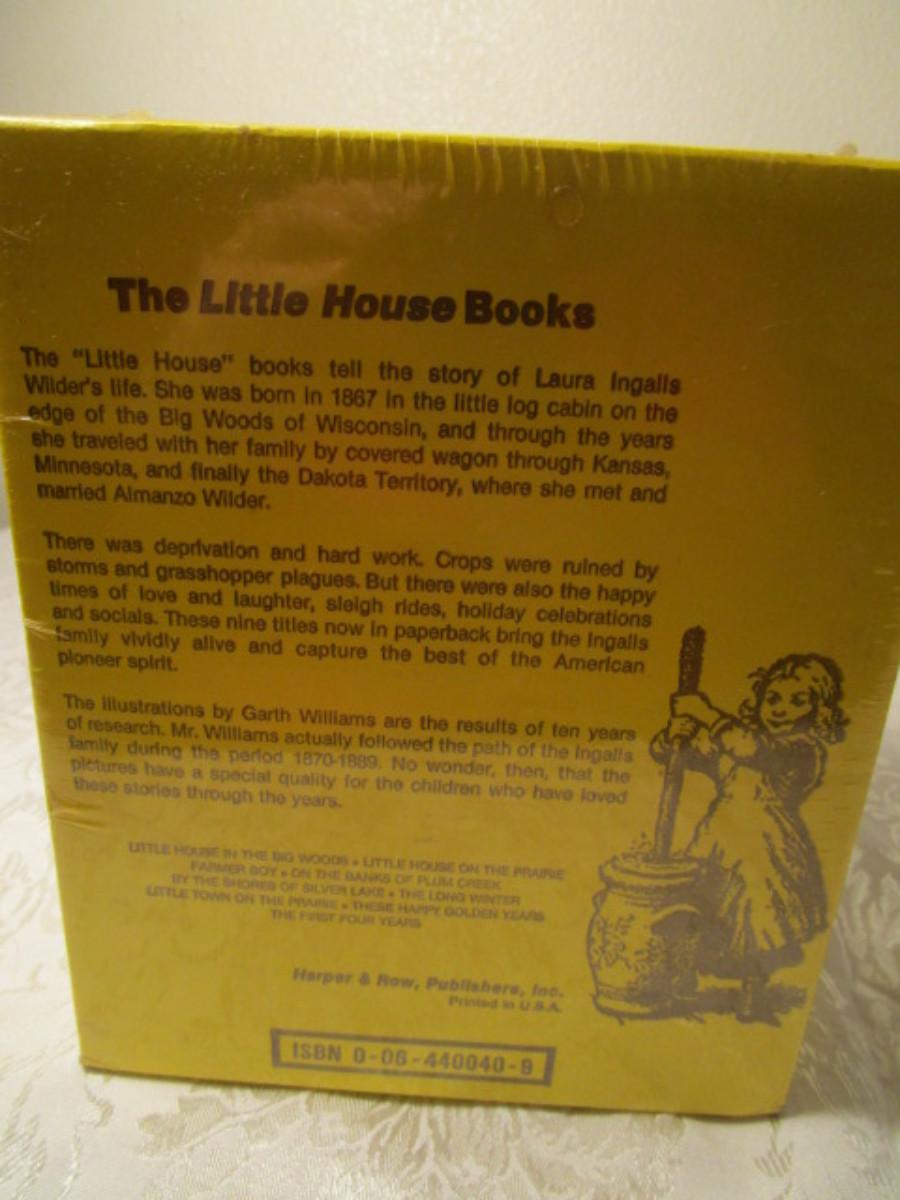 The Little House Books
The "Little House" books tell the story of Laura Ingalls
Wilder's life. She was born in 1867 in the little log cabin on the
edge of the Big Woods of Wisconsin, and through the years
she traveled with her family by covered wagon through Kansas,
Minnesota, and finally the Dakota Territory, where she met and
married Almanzo Wilder.
There was deprivation and hard work. Crops were ruined by
storms and grasshopper plagues. But there were also the happy
times of love and laughter, sleigh rides, holiday celebrations
and socials. These nine titles now in paperback bring the Ingalls
family vividly alive and capture the best of the American
pioneer spirit.
The illustrations by Garth Williams are the results of ten years
of research. Mr. Williams actually followed the path of the Ingalls
family during the period 1870-1889. No wonder, then, that the
pictures have a special quality for the children who have loved
these stories through the years.
LITTLE HOUSE IN THE BIG WOODS • LITTLE HOUSE ON THE PRAIRIE
FARMER BOY • ON THE BANKS OF PLUM CREEK
BY THE SHORES OF SILVER LAKE • THE LONG WINTER
LITTLE TOWN ON THE PRAIRIE • THESE HAPPY GOLDEN YEARS
THE FIRST FOUR YEARS
Harper & Row, Publishers, Inc.
Printed in U.S.A.
ISBN 0-06-440040-9